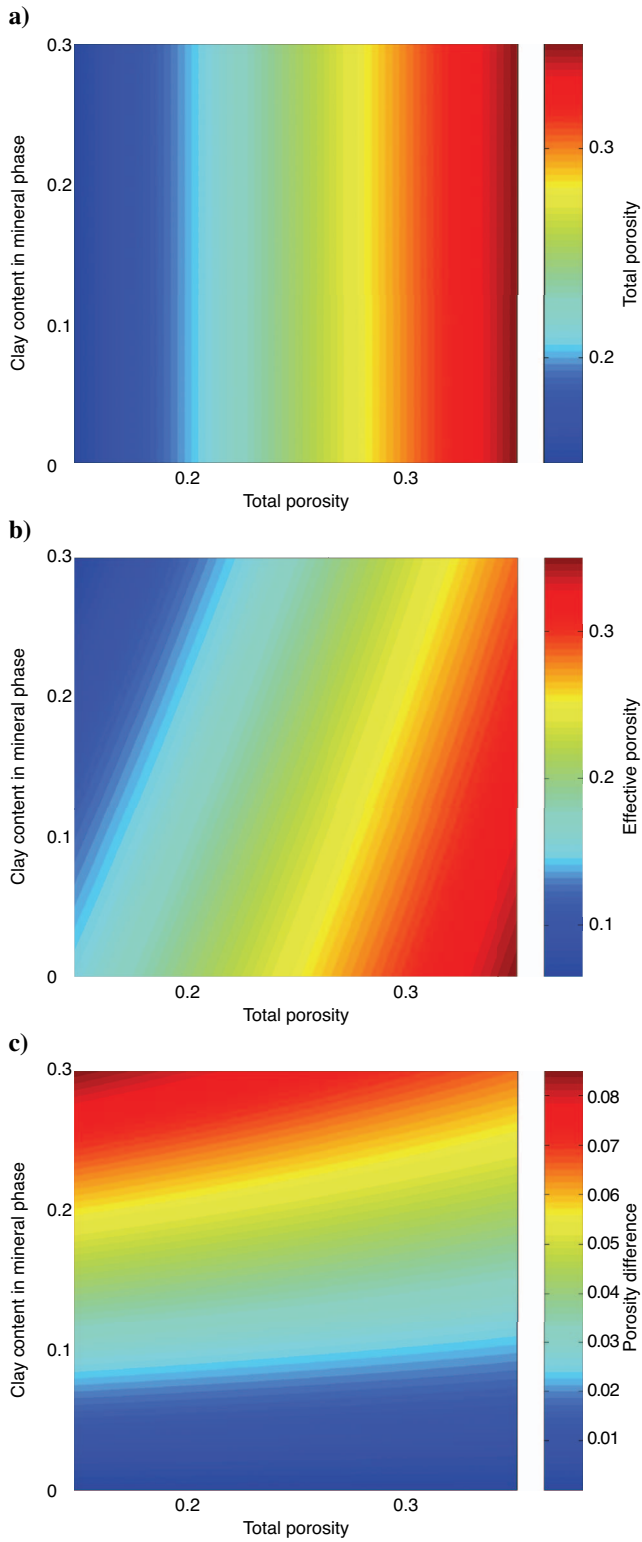 a)
0.3
0.2
0.1
0
Clay content in mineral phase
0.2
0.3
Total porosity
0.3
0.2
Total porosity
b)
0.3
0.2
0.1
0
Clay content in mineral phase
0.2
0.3
Total porosity
0.3
0.2
0.1
Effective porosity
c)
0.3
0.2
0.1
0
Clay content in mineral phase
0.2
0.3
Total porosity
0.08
0.07
0.06
0.05
0.04
0.03
0.02
0.01
Porosity difference